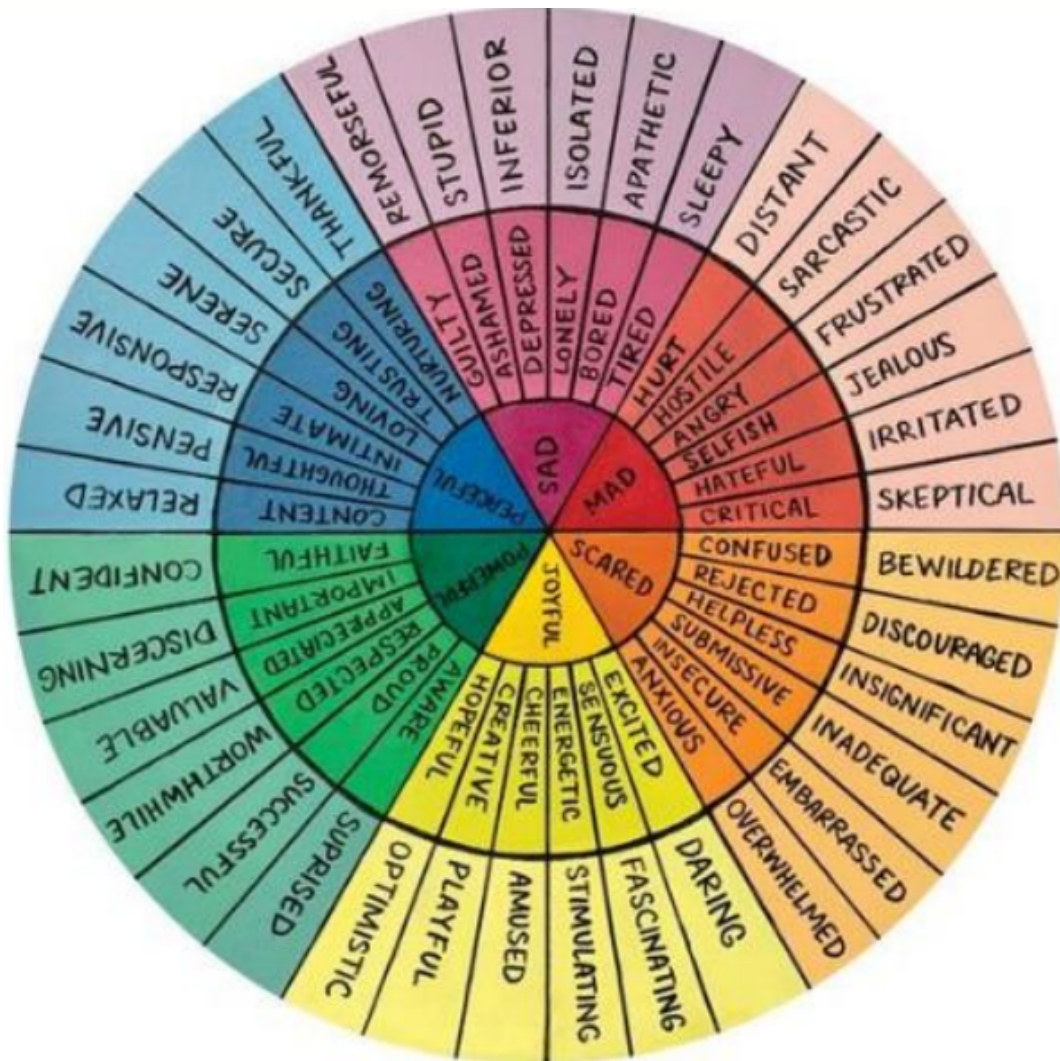 SAD
MAD
SCARED
JOYFUL
POWERFUL
PEACEFUL
GUILTY
ASHAMED
DEPRESSED
LONELY
BORED
TIRED
HURT
HOSTILE
ANGRY
SELFISH
HATEFUL
CRITICAL
CONFUSED
REJECTED
HELPLESS
SUBMISSIVE
INSECURE
ANXIOUS
EXCITED
SENSUOUS
ENERGETIC
CHEERFUL
CREATIVE
HOPEFUL
AWARE
PROUD
RESPECTED
APPRECIATED
IMPORTANT
FAITHFUL
CONTENT
THOUGHTFUL
INTIMATE
LOVING
TRUSTING
NURTURING
REMORSEFUL
STUPID
INFERIOR
ISOLATED
APATHETIC
SLEEPY
DISTANT
SARCASTIC
FRUSTRATED
JEALOUS
IRRITATED
SKEPTICAL
BEWILDERED
DISCOURAGED
INSIGNIFICANT
INADEQUATE
EMBARRASSED
OVERWHELMED
DARING
FASCINATING
STIMULATING
AMUSED
PLAYFUL
OPTIMISTIC
SUPRISED
SUCCESSFUL
WORTHWHILE
VALUABLE
DISCERNING
CONFIDENT
RELAXED
PENSIVE
RESPONSIVE
SERENE
SECURE
THANKFUL